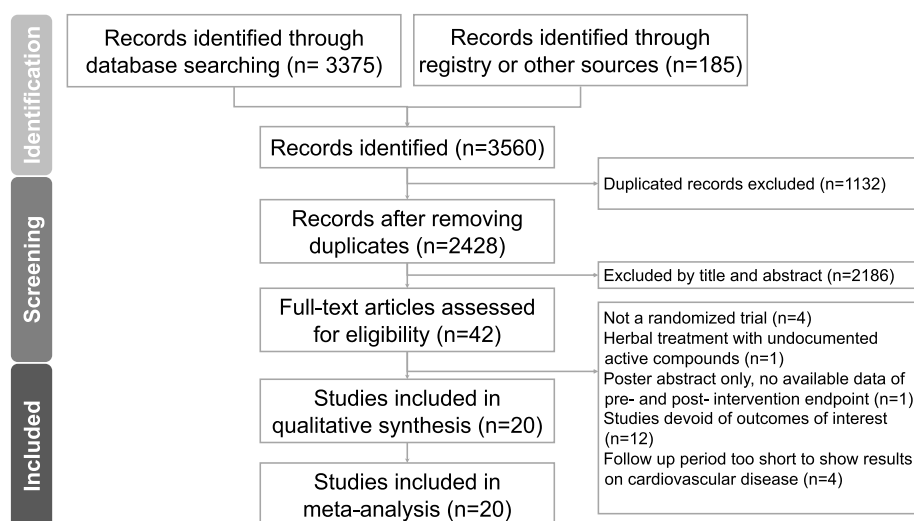 Identification
Records identified through
database searching (n= 3375)
Records identified through
registry or other sources (n=185)
Records identified (n=3560)
Duplicated records excluded (n=1132)
Screening
Records after removing
duplicates (n=2428)
Excluded by title and abstract (n=2186)
Full-text articles assessed
for eligibility (n=42)
Not a randomized trial (n=4)
Herbal treatment with undocumented
active compounds (n=1)
Poster abstract only, no available data of
pre- and post- intervention endpoint (n=1)
Studies devoid of outcomes of interest
(n=12)
Follow up period too short to show results
on cardiovascular disease (n=4)
Included
Studies included in
qualitative synthesis (n=20)
Studies included in
meta-analysis (n=20)